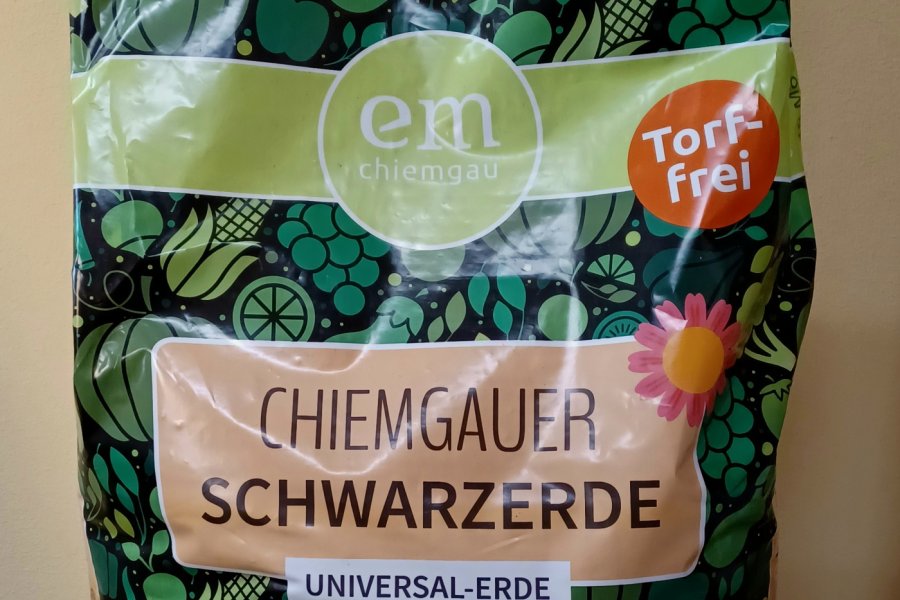 em
chiemgau
Torf-
frei
CHIEMGAUER
SCHWARZERDE
UNIVERSAL-ERDE